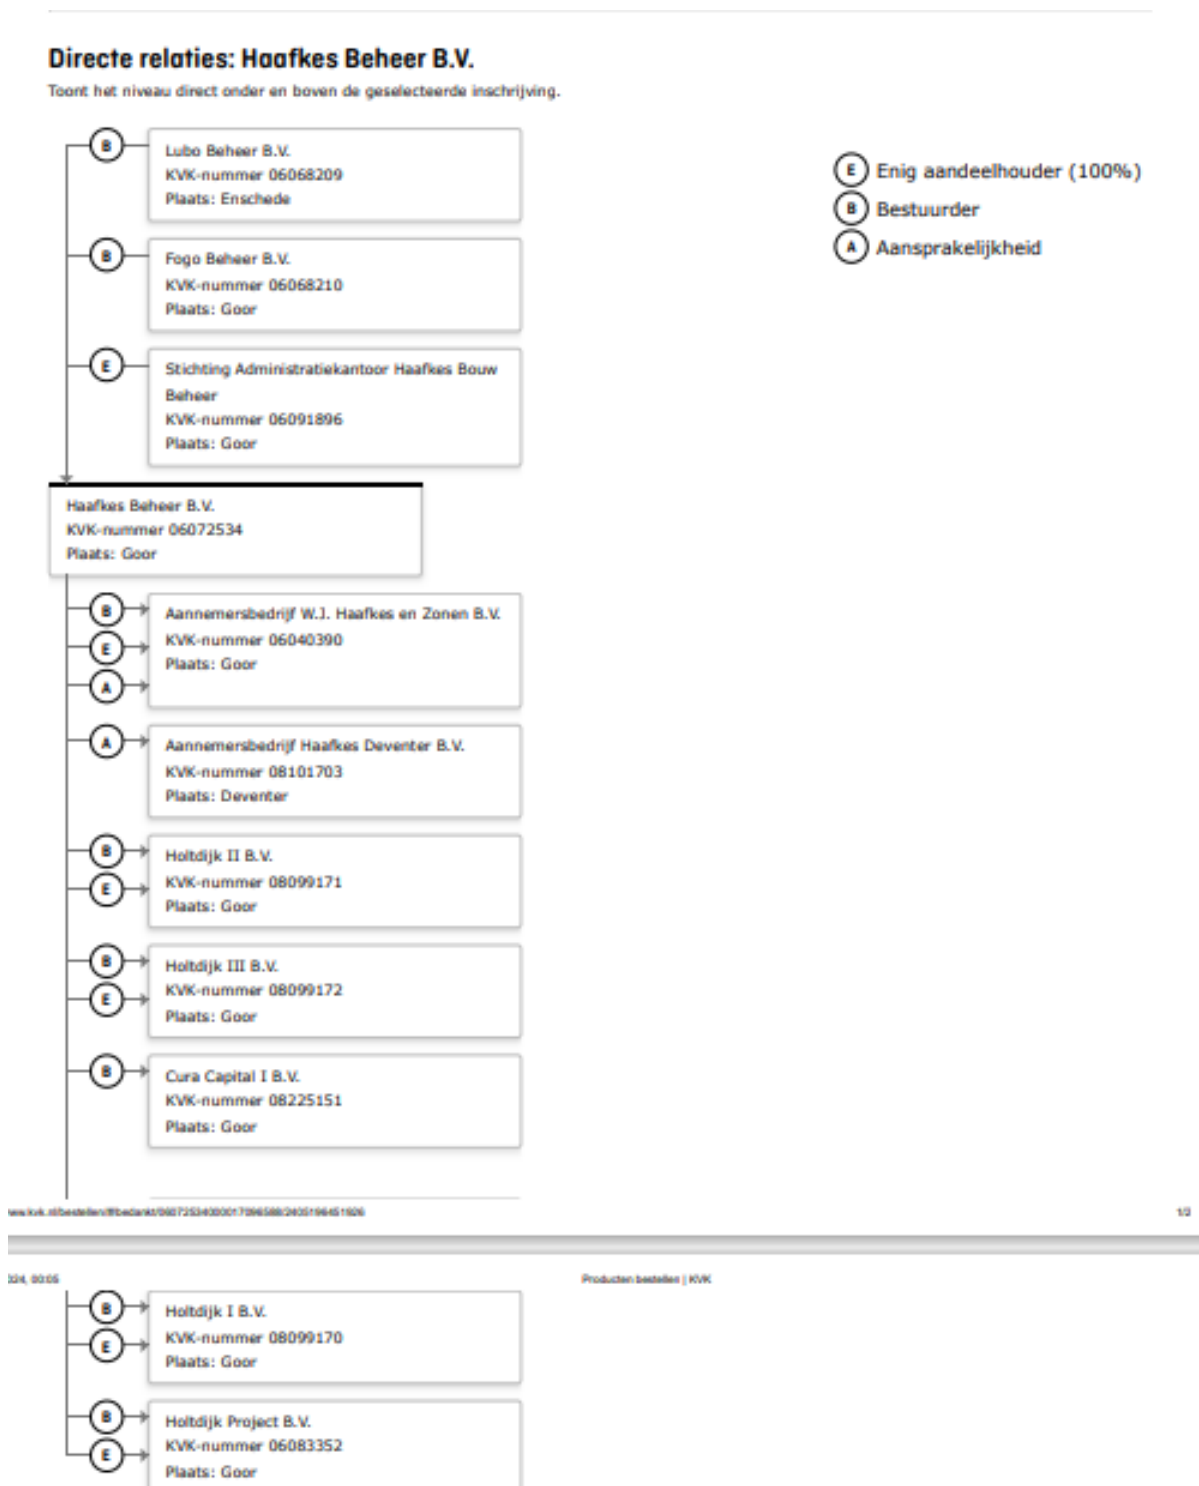 Directe relaties: Haafkes Beheer B.V.
Toont het niveau direct onder en boven de geselecteerde inschrijving.
B
Lubo Beheer B.V.
KVK-nummer 06068209
Plaats: Enschede
E Enig aandeelhouder (100%)
B Bestuurder
A Aansprakelijkheid
B
Fogo Beheer B.V.
KVK-nummer 06068210
Plaats: Goor
E
Stichting Administratiekantoor Haafkes Bouw
Beheer
KVK-nummer 06091896
Plaats: Goor
Haafkes Beheer B.V.
KVK-nummer 06072534
Plaats: Goor
B
E
A
Aannemersbedrijf W.J. Haafkes en Zonen B.V.
KVK-nummer 06040390
Plaats: Goor
A
Aannemersbedrijf Haafkes Deventer B.V.
KVK-nummer 08101703
Plaats: Deventer
B
E
Holtdijk II B.V.
KVK-nummer 08099171
Plaats: Goor
B
E
Holtdijk III B.V.
KVK-nummer 08099172
Plaats: Goor
B
Cura Capital I B.V.
KVK-nummer 08225151
Plaats: Goor
1/2
024, 00:05
Producten bestellen | KVK
B
E
Holtdijk I B.V.
KVK-nummer 08099170
Plaats: Goor
B
E
Holtdijk Project B.V.
KVK-nummer 06083352
Plaats: Goor